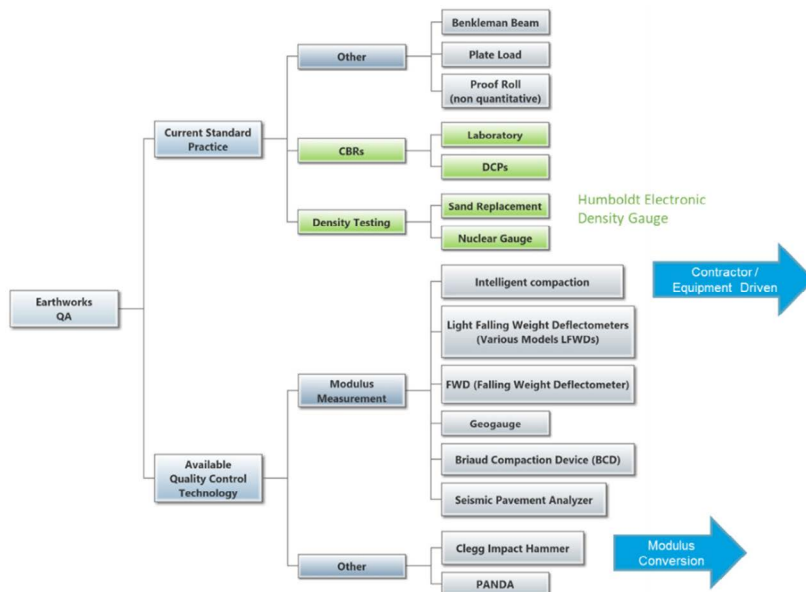 Benkleman Beam
Other
Plate Load
Proof Roll
(non quantitative)
Current Standard
Practice
CBRs
Laboratory
DCPs
Density Testing
Sand Replacement
Nuclear Gauge
Humboldt Electronic
Density Gauge
Earthworks
QA
Intelligent compaction
Contractor /
Equipment Driven
Light Falling Weight Deflectometers
(Various Models LFWDs)
Modulus
Measurement
FWD (Falling Weight Deflectometer)
Geogauge
Available
Quality Control
Technology
Briaud Compaction Device (BCD)
Seismic Pavement Analyzer
Other
Clegg Impact Hammer
Modulus
Conversion
PANDA